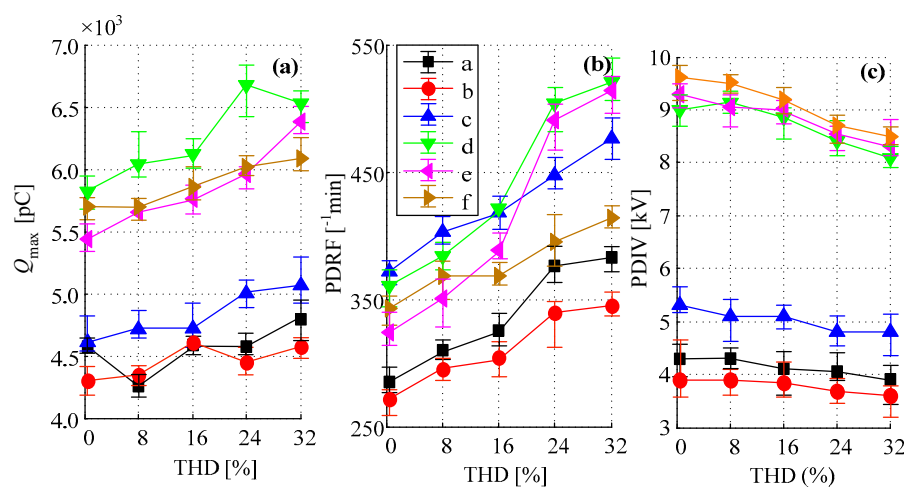 ×10³
7.0
6.5
6.0
5.5
5.0
4.5
4.0
Q_max [pC]
(a)
0 8 16 24 32
THD [%]
550
450
350
250
PDRF [⁻¹min]
(b)
a
b
c
d
e
f
0 8 16 24 32
THD [%]
10
9
8
7
6
5
4
3
PDIV [kV]
(c)
0 8 16 24 32
THD (%)